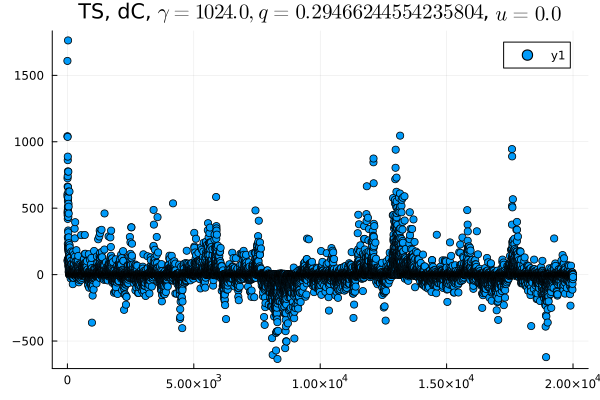 TS, dC, γ = 1024.0, q = 0.29466244554235804, u = 0.0
y1
1500
1000
500
0
−500
0 5.00×10³ 1.00×10⁴ 1.50×10⁴ 2.00×10⁴